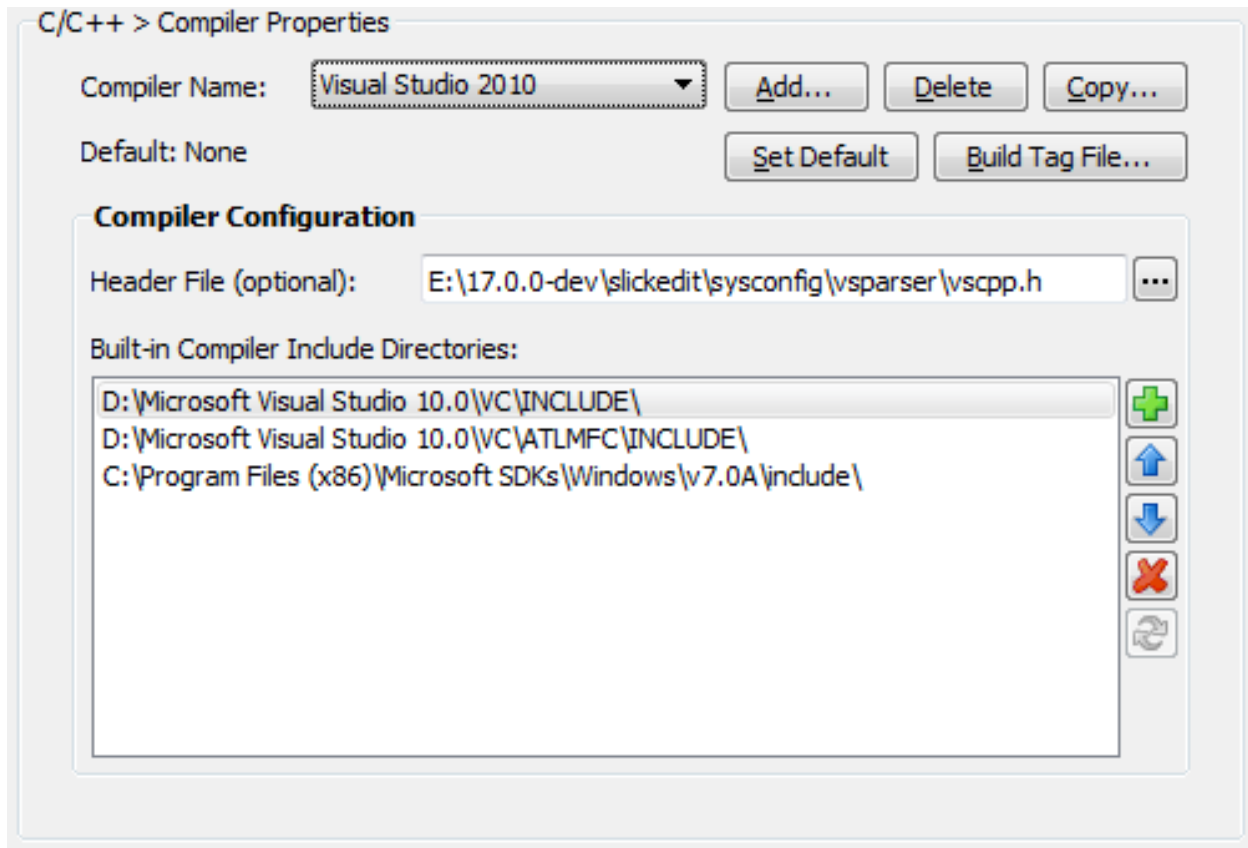 C/C++ > Compiler Properties
Compiler Name: Visual Studio 2010 Add... Delete Copy...
Default: None Set Default Build Tag File...
Compiler Configuration
Header File (optional): E:\17.0.0-dev\slickedit\sysconfig\vsparser\vscpp.h ...
Built-in Compiler Include Directories:
D:\Microsoft Visual Studio 10.0\VC\INCLUDE\
D:\Microsoft Visual Studio 10.0\VC\ATLMFC\INCLUDE\
C:\Program Files (x86)\Microsoft SDKs\Windows\v7.0A\include\